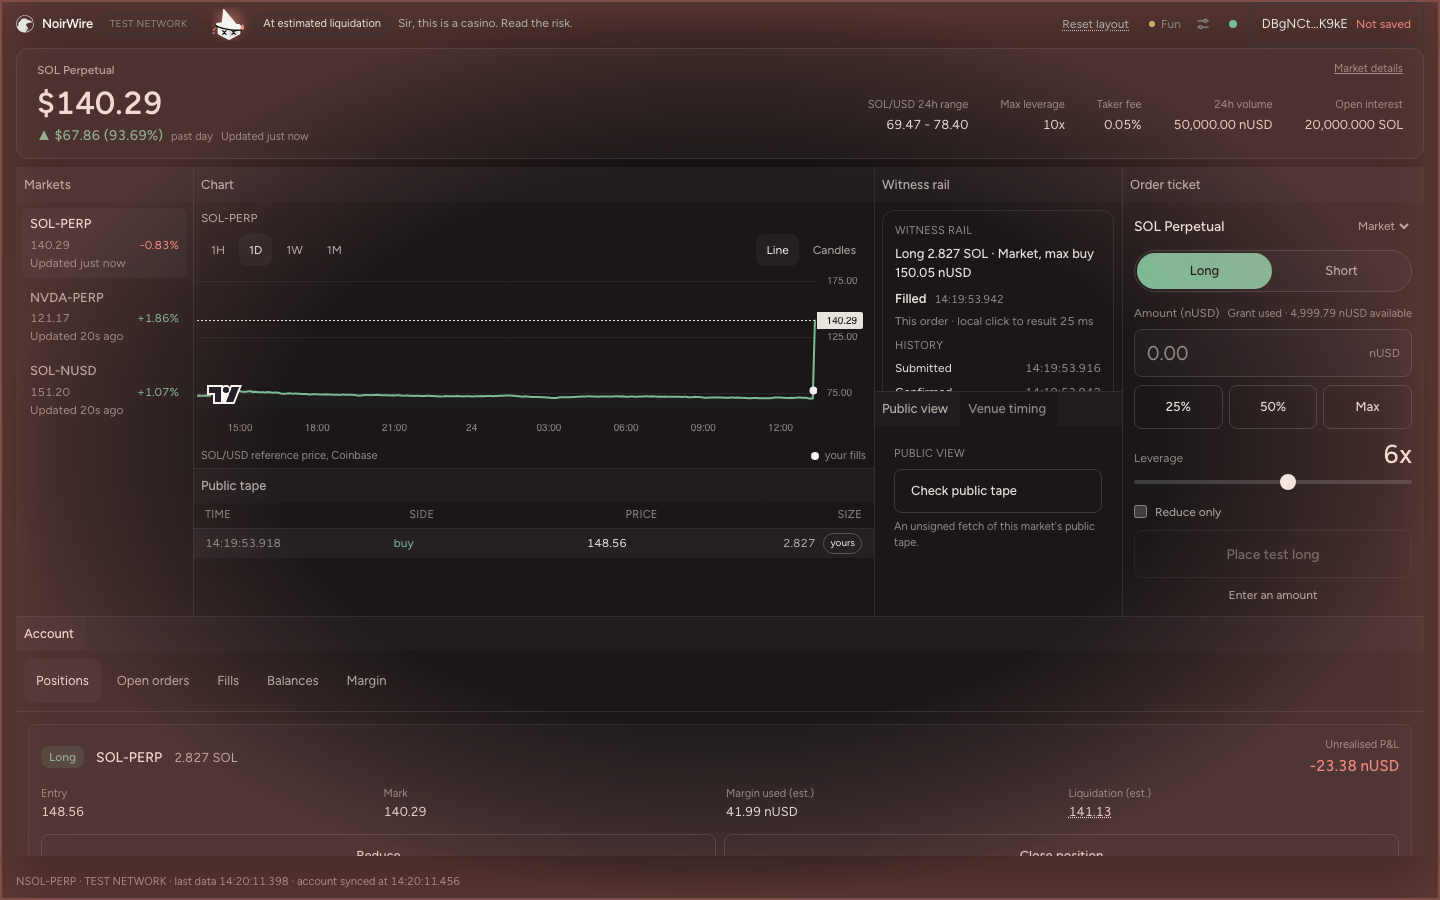 NoirWire TEST NETWORK At estimated liquidation Sir, this is a casino. Read the risk. Reset layout Fun DBgNCt...K9kE Not saved
SOL Perpetual Market details
$140.29
▲ $67.86 (93.69%) past day Updated just now
SOL/USD 24h range Max leverage Taker fee 24h volume Open interest
69.47 - 78.40 10x 0.05% 50,000.00 nUSD 20,000.000 SOL
Markets
SOL-PERP
140.29 -0.83%
Updated just now
NVDA-PERP
121.17 +1.86%
Updated 20s ago
SOL-NUSD
151.20 +1.07%
Updated 20s ago
Chart
SOL-PERP
1H 1D 1W 1M Line Candles
175.00
140.29
125.00
75.00
15:00 18:00 21:00 24 03:00 06:00 09:00 12:00
SOL/USD reference price, Coinbase your fills
Public tape
TIME SIDE PRICE SIZE
14:19:53.918 buy 148.56 2.827 yours
Witness rail
WITNESS RAIL
Long 2.827 SOL · Market, max buy
150.05 nUSD
Filled 14:19:53.942
This order · local click to result 25 ms
HISTORY
Submitted 14:19:53.916
Confirmed 14:19:53.942
Public view Venue timing
PUBLIC VIEW
Check public tape
An unsigned fetch of this market's public
tape.
Order ticket
SOL Perpetual Market
Long Short
Amount (nUSD) Grant used · 4,999.79 nUSD available
0.00 nUSD
25% 50% Max
Leverage 6x
Reduce only
Place test long
Enter an amount
Account
Positions Open orders Fills Balances Margin
Long SOL-PERP 2.827 SOL
Unrealised P&L
-23.38 nUSD
Entry Mark Margin used (est.) Liquidation (est.)
148.56 140.29 41.99 nUSD 141.13
Reduce Close position
NSOL-PERP · TEST NETWORK · last data 14:20:11.398 · account synced at 14:20:11.456